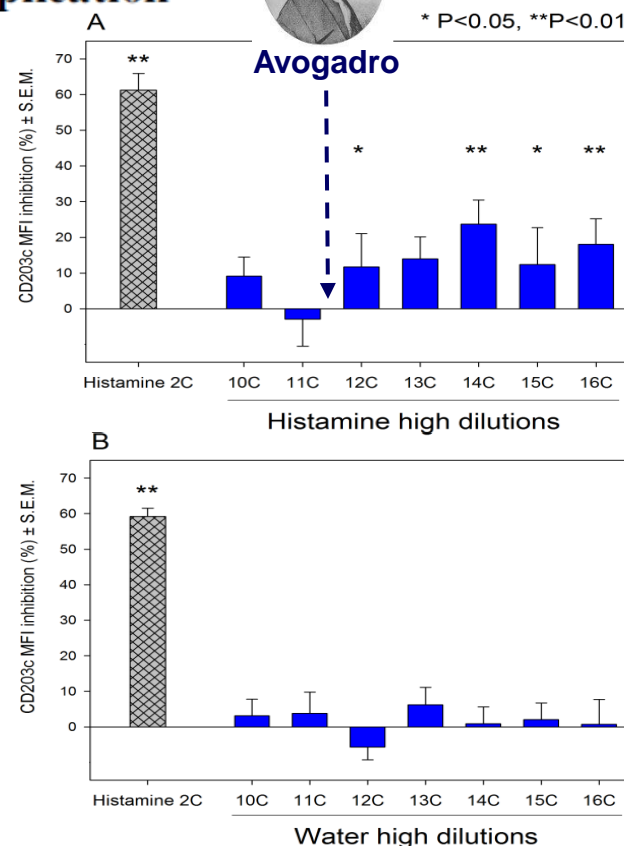 A
* P<0.05, **P<0.01
Avogadro
CD203c MFI inhibition (%) ± S.E.M.
70
60
50
40
30
20
10
0
**
*
**
*
**
Histamine 2C
10C
11C
12C
13C
14C
15C
16C
Histamine high dilutions
B
CD203c MFI inhibition (%) ± S.E.M.
70
60
50
40
30
20
10
0
**
Histamine 2C
10C
11C
12C
13C
14C
15C
16C
Water high dilutions